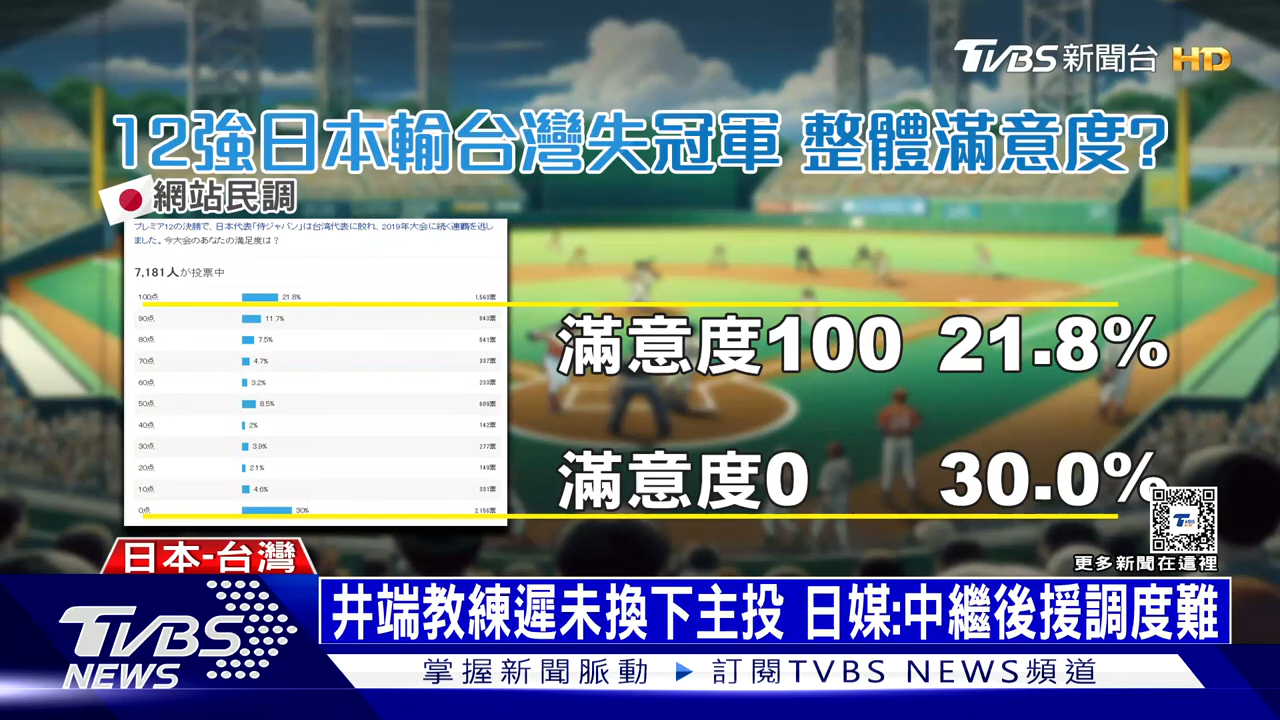 TVBS新聞台 HD
12強日本輸台灣失冠軍 整體滿意度?
網站民調
プレミア12の決勝で、日本代表「侍ジャパン」は台湾代表に敗れ、2019年大会に続く連覇を逃し
ました。今大会のあなたの満足度は？
7,181人が投票中
100点 21.8% 1,563票
90点 11.7% 843票
80点 7.5% 541票
70点 4.7% 337票
60点 3.2% 233票
50点 8.5% 609票
40点 2% 142票
30点 3.9% 277票
20点 2.1% 149票
10点 4.6% 331票
0点 30% 2,156票
滿意度100 21.8%
滿意度0 30.0%
TVBS
更多新聞在這裡
日本-台灣
井端教練遲未換下主投 日媒:中繼後援調度難
TVBS
NEWS
掌握新聞脈動 ▶ 訂閱TVBS NEWS頻道